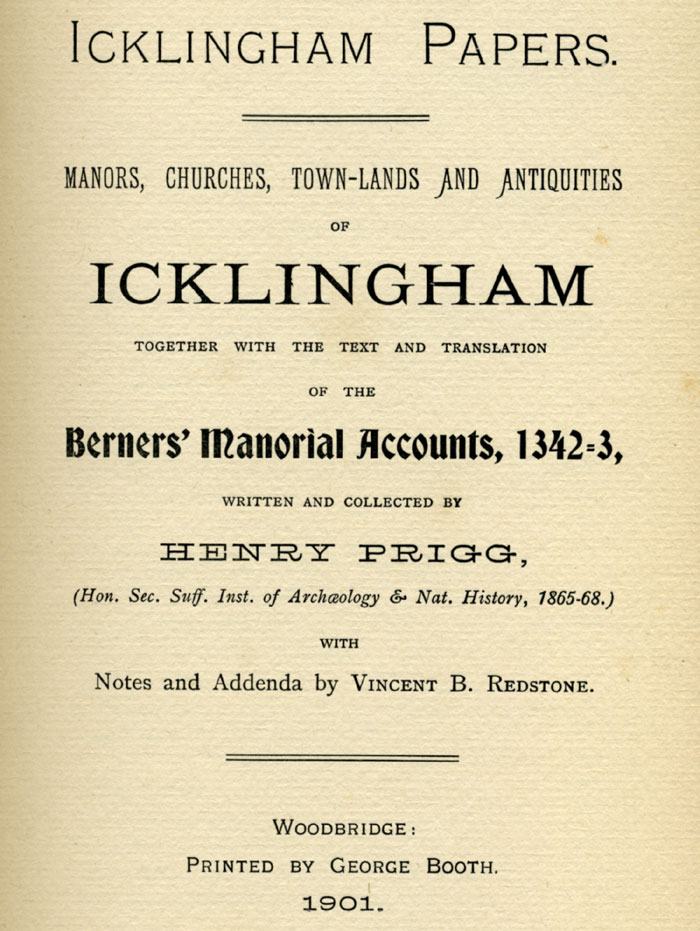 Icklingham Papers.
Manors, Churches, Town-Lands and Antiquities
of
ICKLINGHAM
together with the text and translation
of the
Berners' Manorial Accounts, 1342=3,
written and collected by
HENRY PRIGG,
(Hon. Sec. Suff. Inst. of Archæology & Nat. History, 1865-68.)
with
Notes and Addenda by Vincent B. Redstone.
Woodbridge:
Printed by George Booth.
1901.